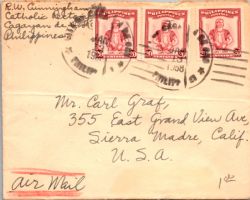 R.W. Cunningham
Catholic Rectory
Cagayan de
Philippines
PHILIPPINES PHILIPPINES PHILIPPINES
Mr. Carl Graf,
355 East Grand View Ave,
Sierra Madre, Calif.
U. S. A.
Air Mail